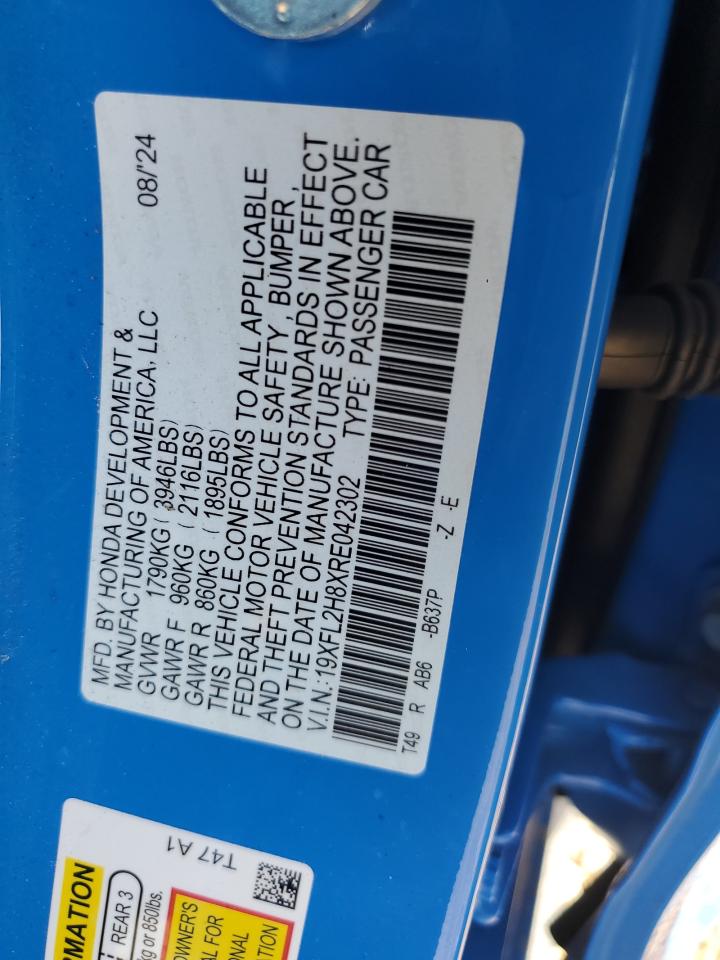 MFD. BY HONDA DEVELOPMENT &
MANUFACTURING OF AMERICA, LLC 08/'24
GVWR 1790KG ( 3946LBS)
GAWR F 960KG ( 2116LBS)
GAWR R 860KG ( 1895LBS)
THIS VEHICLE CONFORMS TO ALL APPLICABLE
FEDERAL MOTOR VEHICLE SAFETY , BUMPER ,
AND THEFT PREVENTION STANDARDS IN EFFECT
ON THE DATE OF MANUFACTURE SHOWN ABOVE.
V.I.N.:19XFL2H8XRE042302 TYPE: PASSENGER CAR
T49 R AB6 -B637P -Z -E
T47 A1
MATION
REAR 3
kg or 850lbs.
OWNER'S
AL FOR
ONAL
ATION